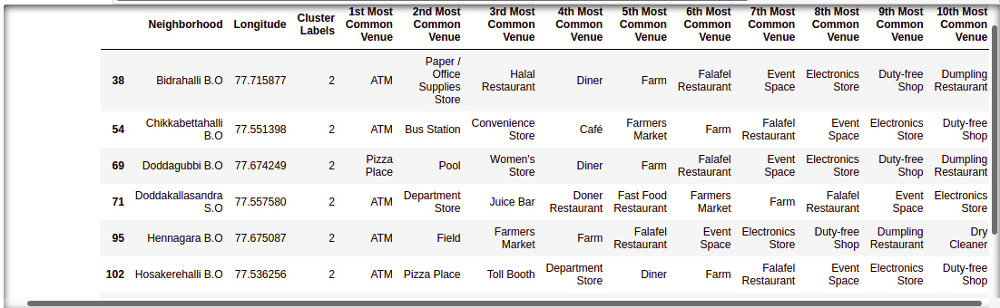 Neighborhood Longitude Cluster Labels 1st Most Common Venue 2nd Most Common Venue 3rd Most Common Venue 4th Most Common Venue 5th Most Common Venue 6th Most Common Venue 7th Most Common Venue 8th Most Common Venue 9th Most Common Venue 10th Most Common Venue
38 Bidrahalli B.O 77.715877 2 ATM Paper / Office Supplies Store Halal Restaurant Diner Farm Falafel Restaurant Event Space Electronics Store Duty-free Shop Dumpling Restaurant
54 Chikkabettahalli B.O 77.551398 2 ATM Bus Station Convenience Store Café Farmers Market Farm Falafel Restaurant Event Space Electronics Store Duty-free Shop
69 Doddagubbi B.O 77.674249 2 Pizza Place Pool Women's Store Diner Farm Falafel Restaurant Event Space Electronics Store Duty-free Shop Dumpling Restaurant
71 Doddakallasandra S.O 77.557580 2 ATM Department Store Juice Bar Doner Restaurant Fast Food Restaurant Farmers Market Farm Falafel Restaurant Event Space Electronics Store
95 Hennagara B.O 77.675087 2 ATM Field Farmers Market Farm Falafel Restaurant Event Space Electronics Store Duty-free Shop Dumpling Restaurant Dry Cleaner
102 Hosakerehalli B.O 77.536256 2 ATM Pizza Place Toll Booth Department Store Diner Farm Falafel Restaurant Event Space Electronics Store Duty-free Shop